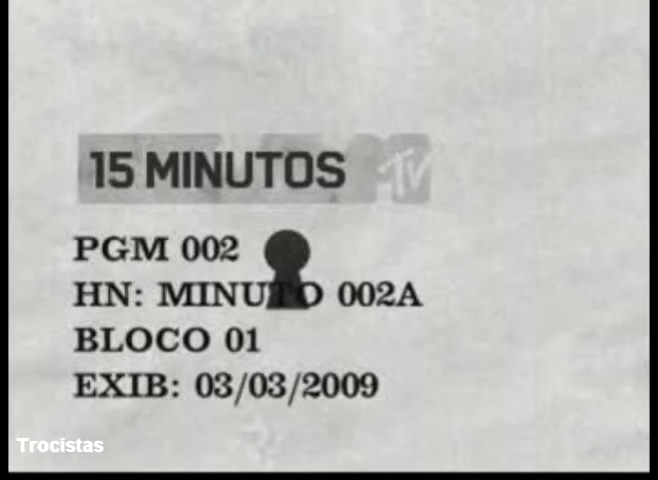 15 MINUTOS MTV
PGM 002
HN: MINUTO 002A
BLOCO 01
EXIB: 03/03/2009
Trocistas